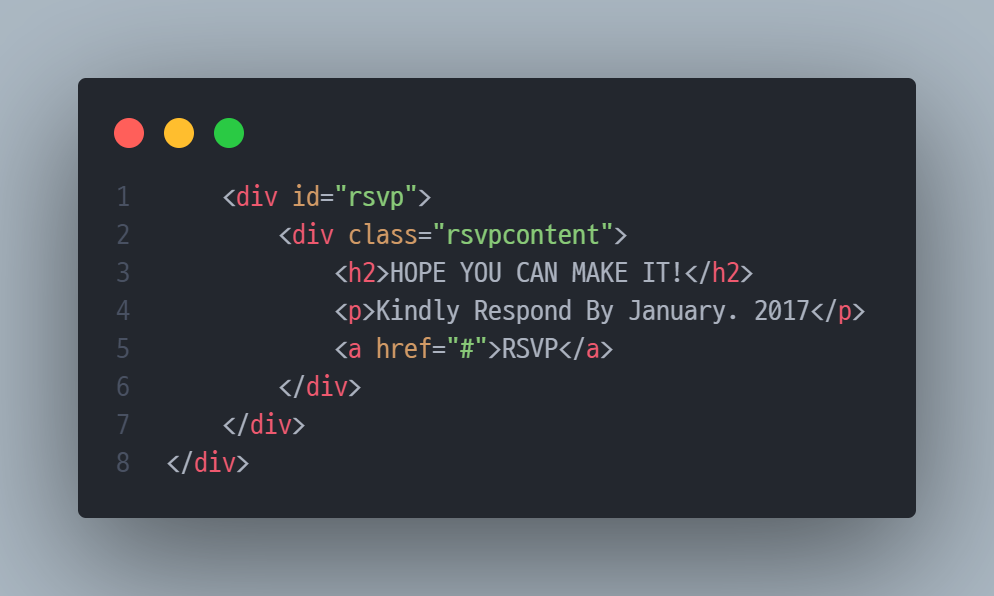 1     <div id="rsvp">
2         <div class="rsvpcontent">
3             <h2>HOPE YOU CAN MAKE IT!</h2>
4             <p>Kindly Respond By January. 2017</p>
5             <a href="#">RSVP</a>
6         </div>
7     </div>
8 </div>